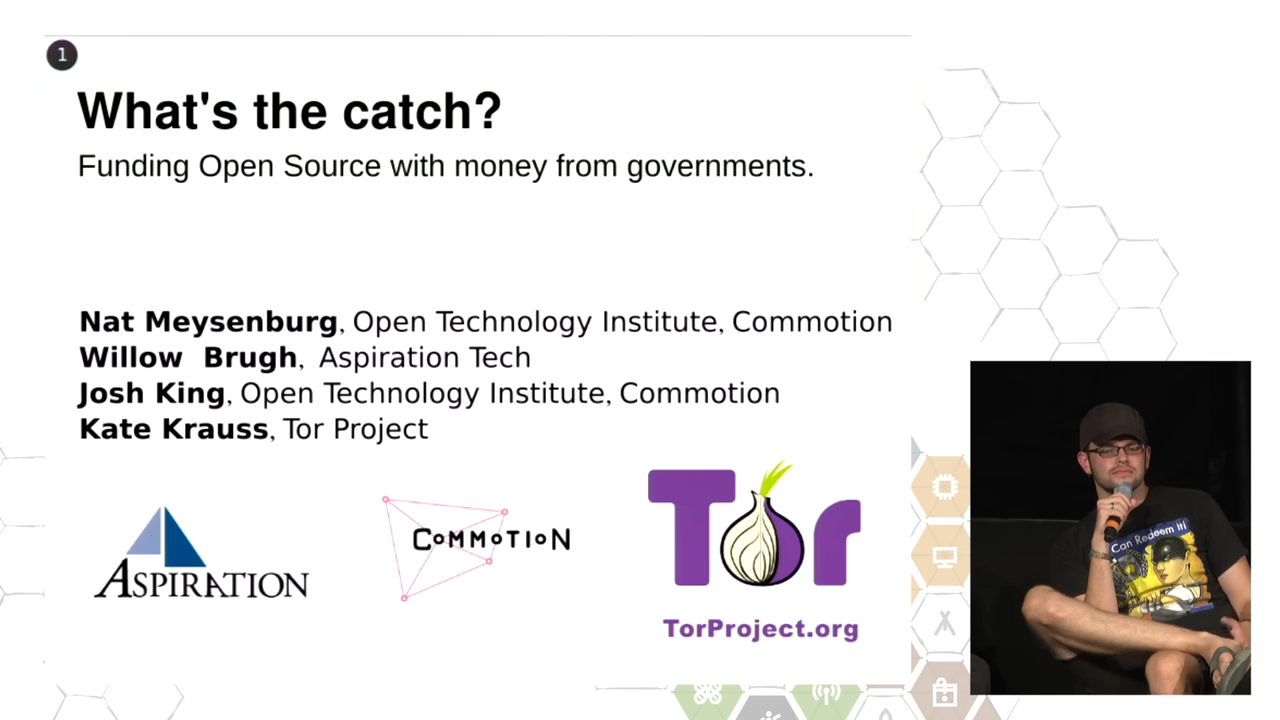 1
What's the catch?
Funding Open Source with money from governments.
Nat Meysenburg, Open Technology Institute, Commotion
Willow Brugh, Aspiration Tech
Josh King, Open Technology Institute, Commotion
Kate Krauss, Tor Project
ASPIRATION
COMMOTION
Tor
TorProject.org
Can Redeem it!